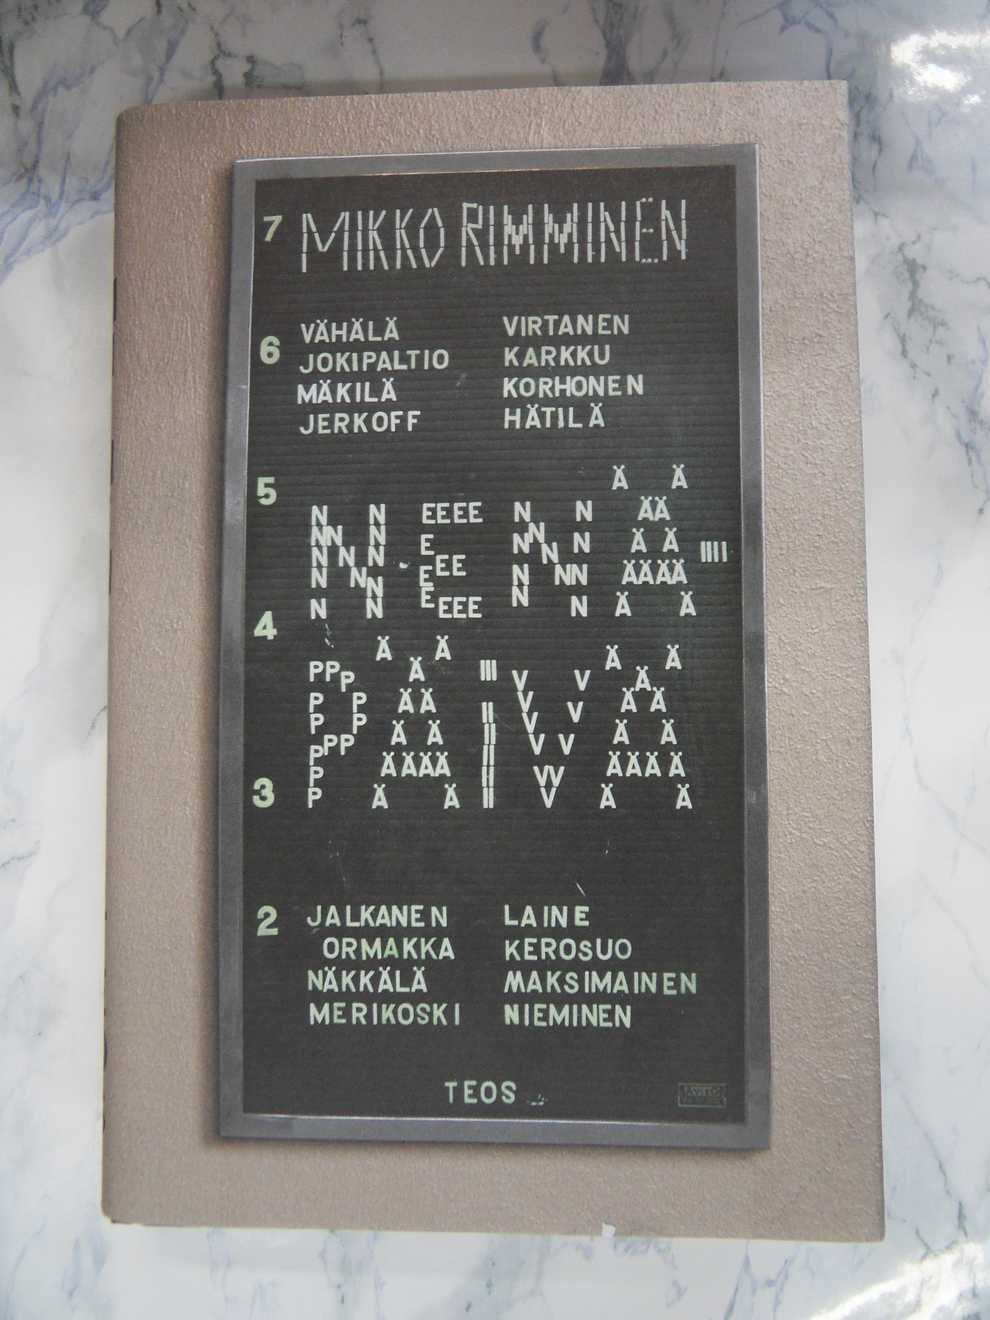 7 MIKKO RIMMINEN
6
VÄHÄLÄ VIRTANEN
JOKIPALTIO KARKKU
MÄKILÄ KORHONEN
JERKOFF HÄTILÄ
5
NENÄ-
4
PÄIVÄ
3
2 JALKANEN LAINE
ORMAKKA KEROSUO
NÄKKÄLÄ MAKSIMAINEN
MERIKOSKI NIEMINEN
TEOS